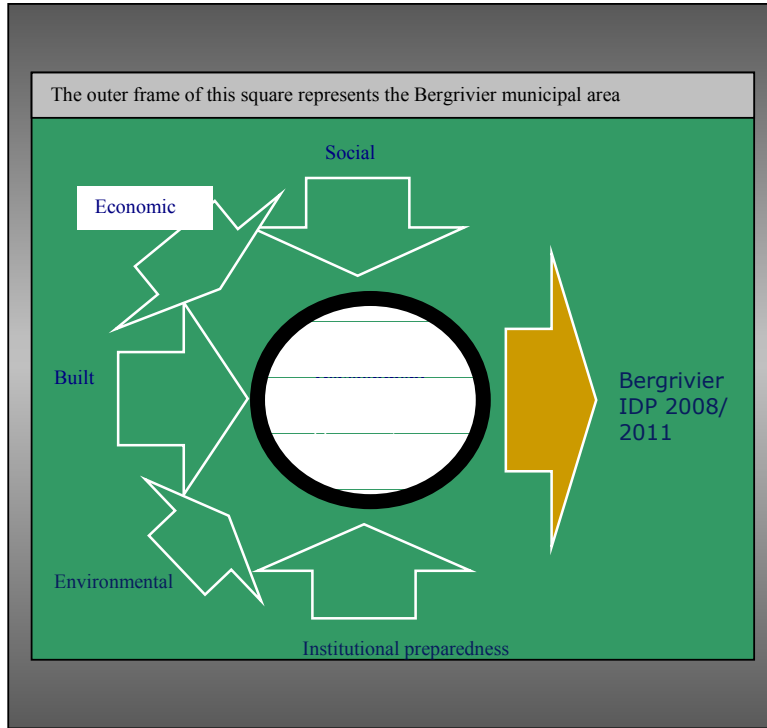 The outer frame of this square represents the Bergrivier municipal area
Social
Economic
Built
Bergrivier
IDP 2008/
2011
Environmental
Institutional preparedness